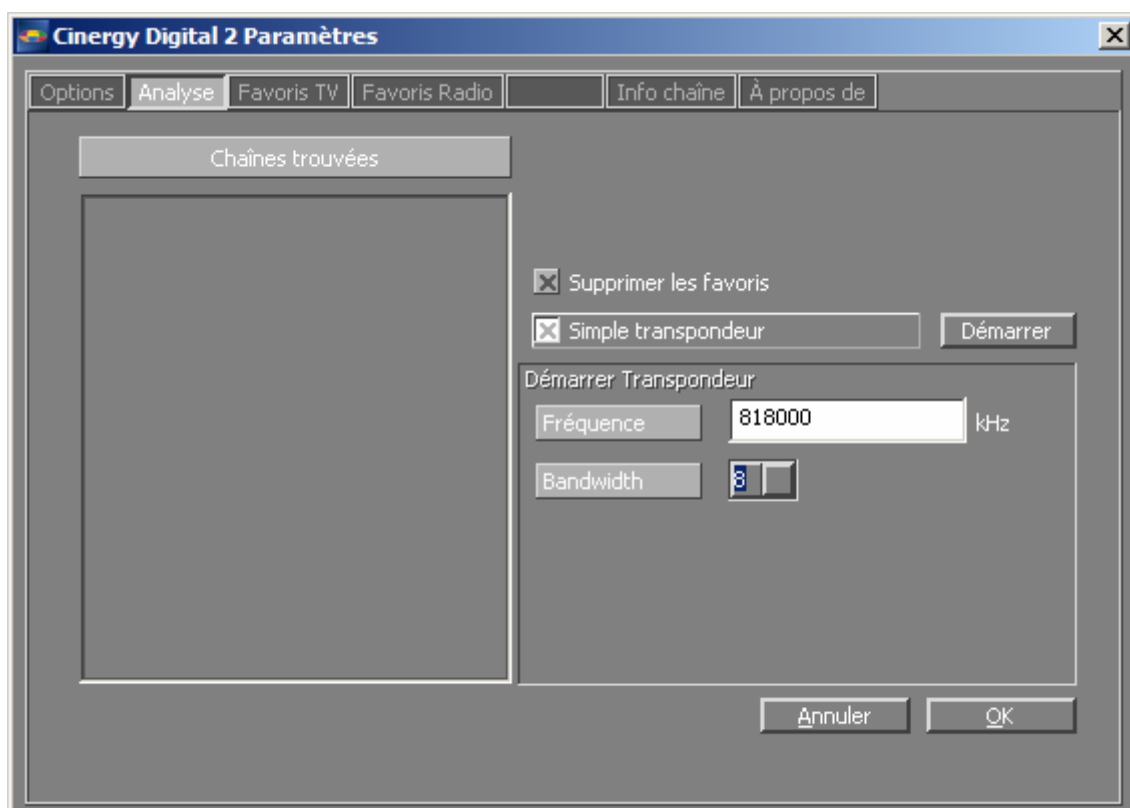 Cinergy Digital 2 Paramètres
Options Analyse Favoris TV Favoris Radio Info chaîne À propos de
Chaînes trouvées
Supprimer les favoris
Simple transpondeur Démarrer
Démarrer Transpondeur
Fréquence 818000 kHz
Bandwidth 8
Annuler OK